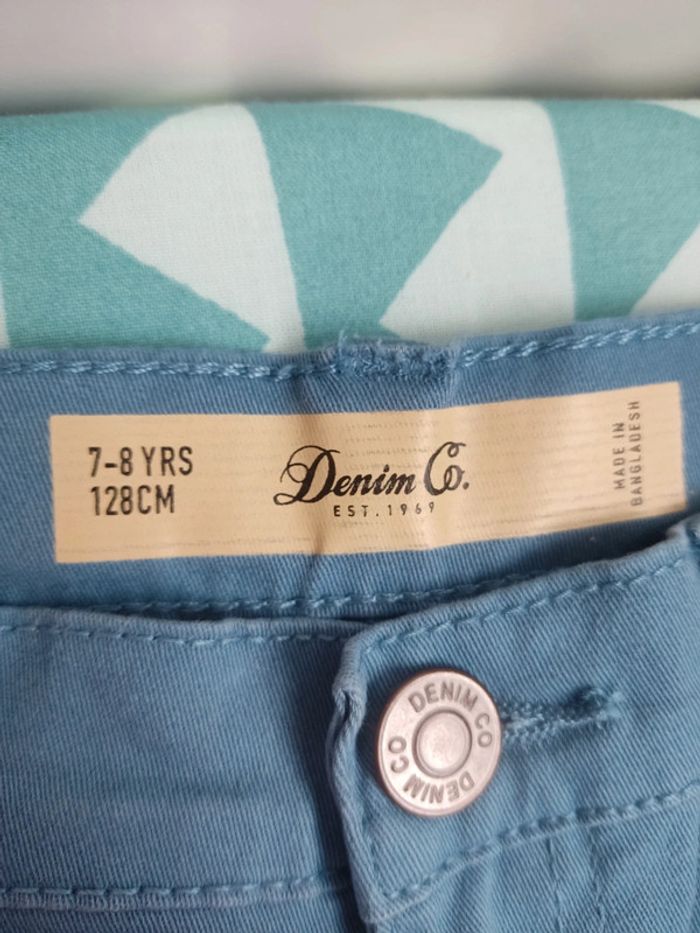 7-8 YRS
128CM
Denim Co.
EST. 1969
MADE IN
BANGLADESH
DENIM CO
DENIM CO